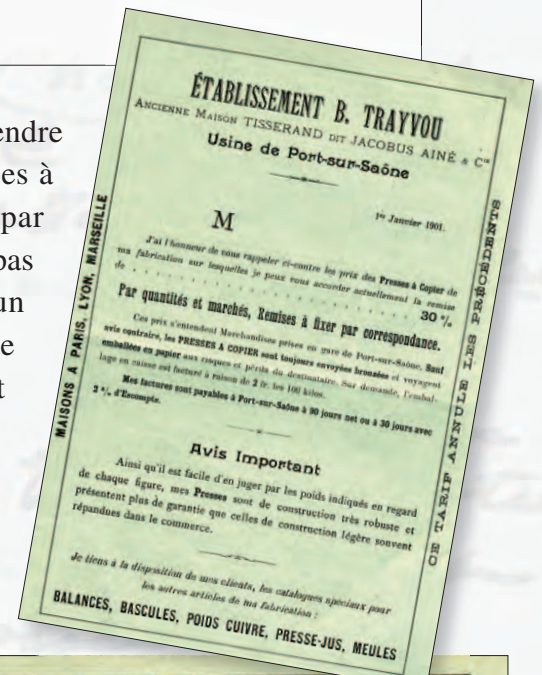 endre
es à
par
pas
un
e
t
ÉTABLISSEMENT B. TRAYVOU
ANCIENNE MAISON TISSERAND DIT JACOBUS AINÉ & Cie
Usine de Port-sur-Saône
M
1er Janvier 1901.
J'ai l'honneur de vous rappeler ci-contre les prix des Presses à Copier de
ma fabrication sur lesquelles je peux vous accorder actuellement la remise
de . . . . . . . . . . . . . . . . . . . . 30 %
Par quantités et marchés, Remises à fixer par correspondance.
Ces prix s'entendent Marchandises prises en gare de Port-sur-Saône. Sauf
avis contraire, les PRESSES A COPIER sont toujours envoyées bronzées et voyagent
emballées en papier aux risques et périls du destinataire. Sur demande, l'embal-
lage en caisse est facturé à raison de 2 fr. les 100 kilos.
Mes factures sont payables à Port-sur-Saône à 90 jours net ou à 30 jours avec
2 % d'Escompte.
Avis Important
Ainsi qu'il est facile d'en juger par les poids indiqués en regard
de chaque figure, mes Presses sont de construction très robuste et
présentent plus de garantie que celles de construction légère souvent
répandues dans le commerce.
Je tiens à la disposition de mes clients, les catalogues spéciaux pour
les autres articles de ma fabrication :
BALANCES, BASCULES, POIDS CUIVRE, PRESSE-JUS, MEULES
MAISONS A PARIS, LYON, MARSEILLE
CE TARIF ANNULE LES PRÉCÉDENTS